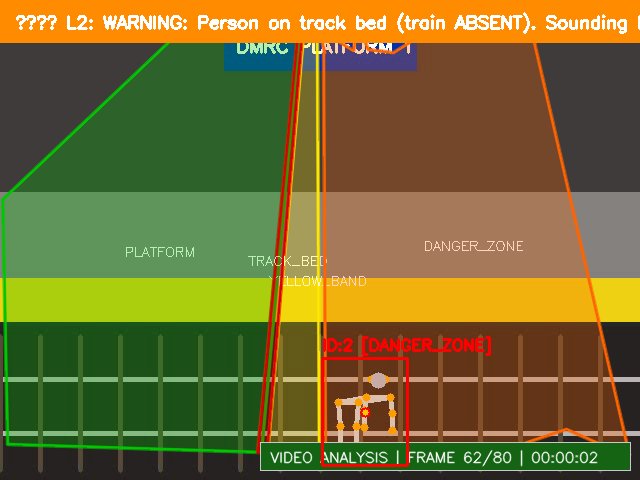 ???? L2: WARNING: Person on track bed (train ABSENT). Sounding
DMRC PLATFORM 1
PLATFORM
DANGER_ZONE
TRACK_BED
YELLOW_BAND
ID:2 [DANGER_ZONE]
VIDEO ANALYSIS | FRAME 62/80 | 00:00:02